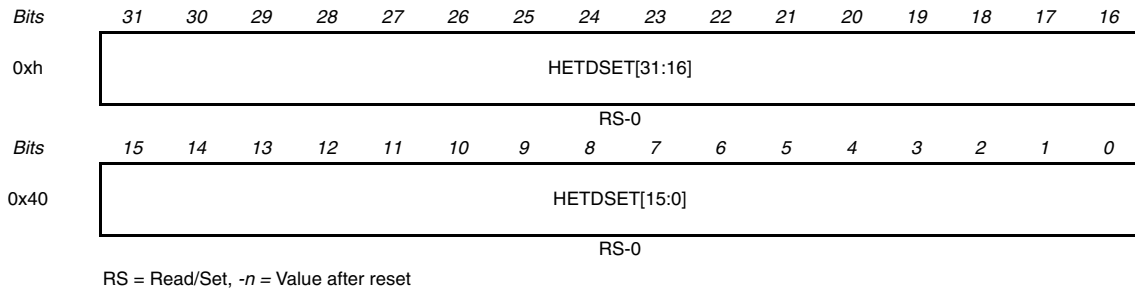 Bits 31 30 29 28 27 26 25 24 23 22 21 20 19 18 17 16
0xh HETDSET[31:16]
RS-0
Bits 15 14 13 12 11 10 9 8 7 6 5 4 3 2 1 0
0x40 HETDSET[15:0]
RS-0
RS = Read/Set, -n = Value after reset